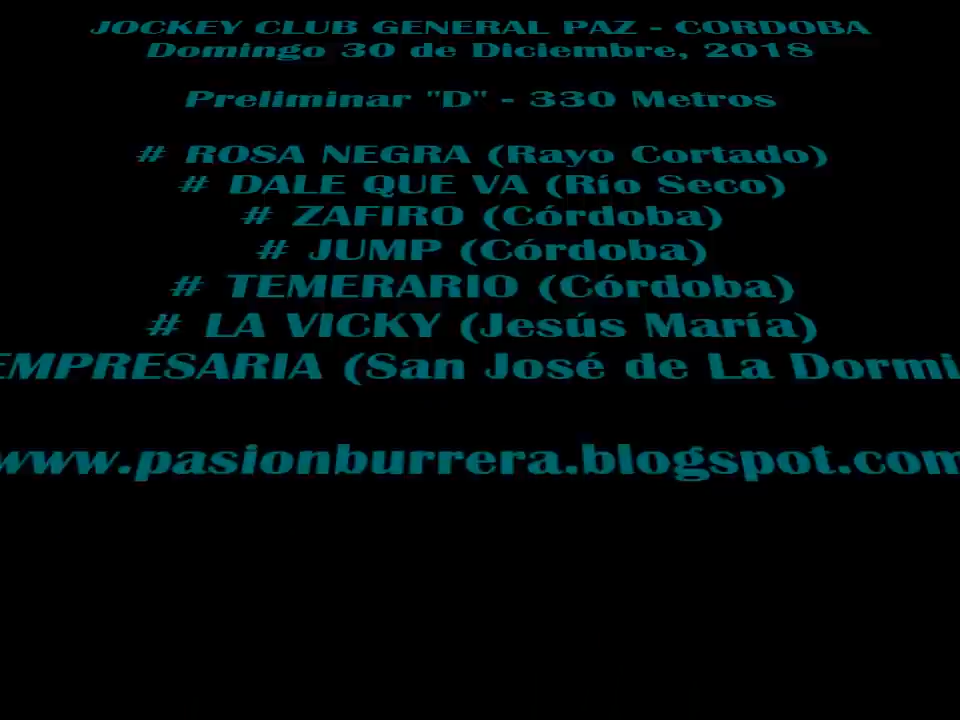 JOCKEY CLUB GENERAL PAZ - CORDOBA
Domingo 30 de Diciembre, 2018
Preliminar "D" - 330 Metros
# ROSA NEGRA (Rayo Cortado)
# DALE QUE VA (Río Seco)
# ZAFIRO (Córdoba)
# JUMP (Córdoba)
# TEMERARIO (Córdoba)
# LA VICKY (Jesús María)
EMPRESARIA (San José de La Dormi
www.pasionburrera.blogspot.com